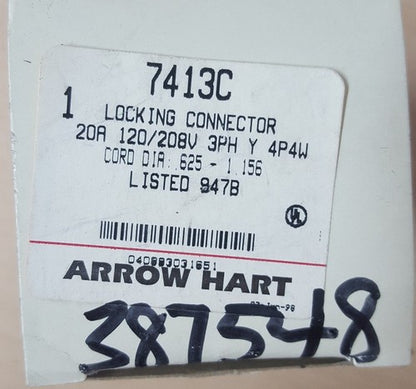 7413C
1 LOCKING CONNECTOR
20A 120/208V 3PH Y 4P4W
CORD DIA: .625 - 1.156
LISTED 947B
UL
ARROW HART
387548